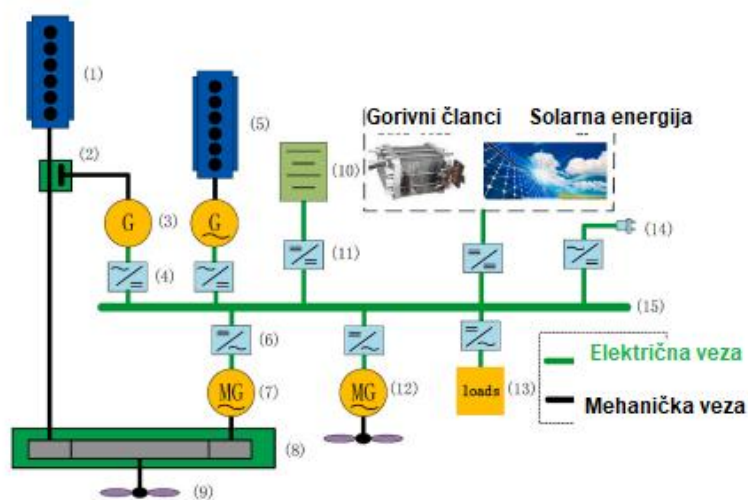 (1)
(2)
(5)
Gorivni članci
Solarna energija
(10)
G
(3)
G
(14)
(4)
(11)
(15)
(6)
Električna veza
MG
(7)
MG
(12)
loads
(13)
Mehanička veza
(8)
(9)